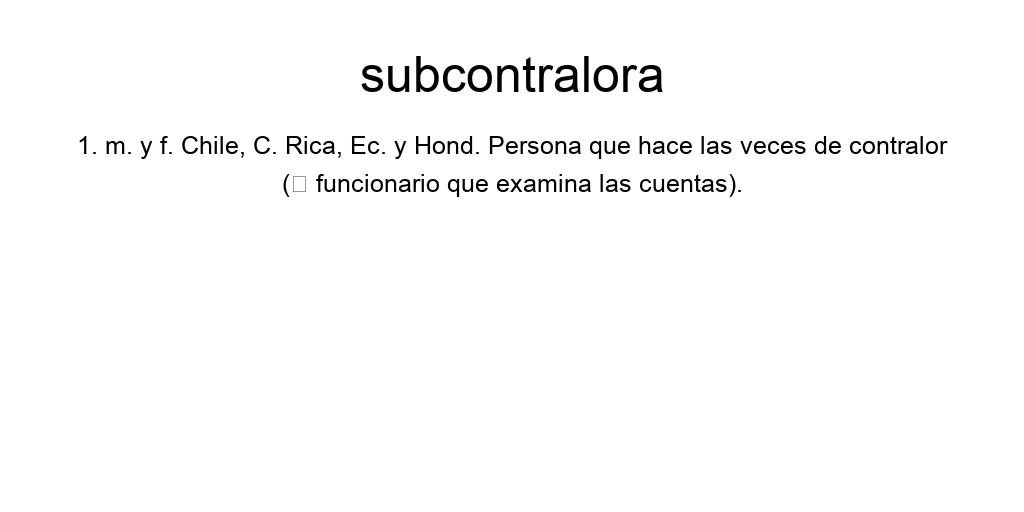 subcontralora
1. m. y f. Chile, C. Rica, Ec. y Hond. Persona que hace las veces de contralor
(□ funcionario que examina las cuentas).